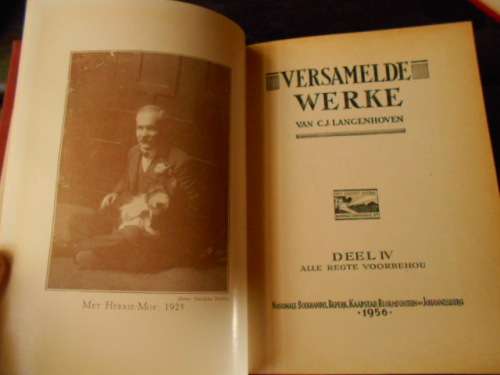 MET HERRIE-MOF: 1925
VERSAMELDE
WERKE
VAN C.J. LANGENHOVEN
DEEL IV
ALLE REGTE VOORBEHOU
NASIONALE BOEKHANDEL BEPERK, KAAPSTAD, BLOEMFONTEIN EN JOHANNESBURG
1956